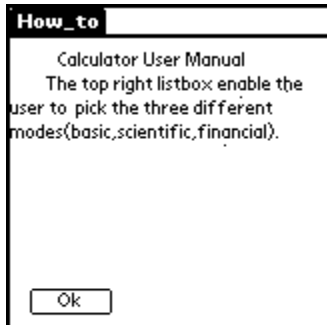 How_to
Calculator User Manual
The top right listbox enable the
user to pick the three different
modes(basic,scientific,financial).
Ok